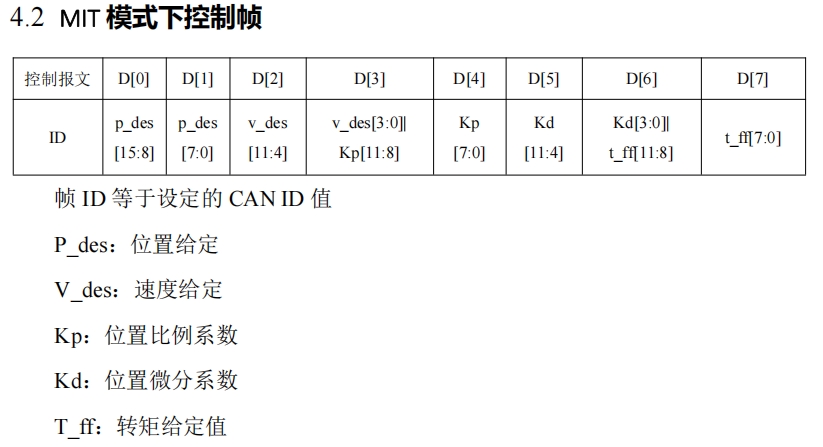 4.2 MIT 模式下控制帧
控制报文 D[0] D[1] D[2] D[3] D[4] D[5] D[6] D[7]
ID p_des [15:8] p_des [7:0] v_des [11:4] v_des[3:0]|| Kp[11:8] Kp [7:0] Kd [11:4] Kd[3:0]|| t_ff[11:8] t_ff[7:0]
帧 ID 等于设定的 CAN ID 值
P_des：位置给定
V_des：速度给定
Kp：位置比例系数
Kd：位置微分系数
T_ff：转矩给定值